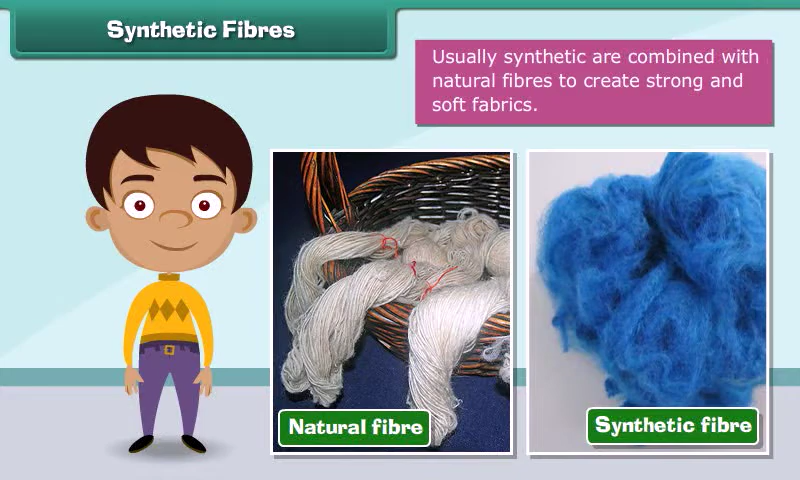 Synthetic Fibres
Usually synthetic are combined with
natural fibres to create strong and
soft fabrics.
Natural fibre
Synthetic fibre